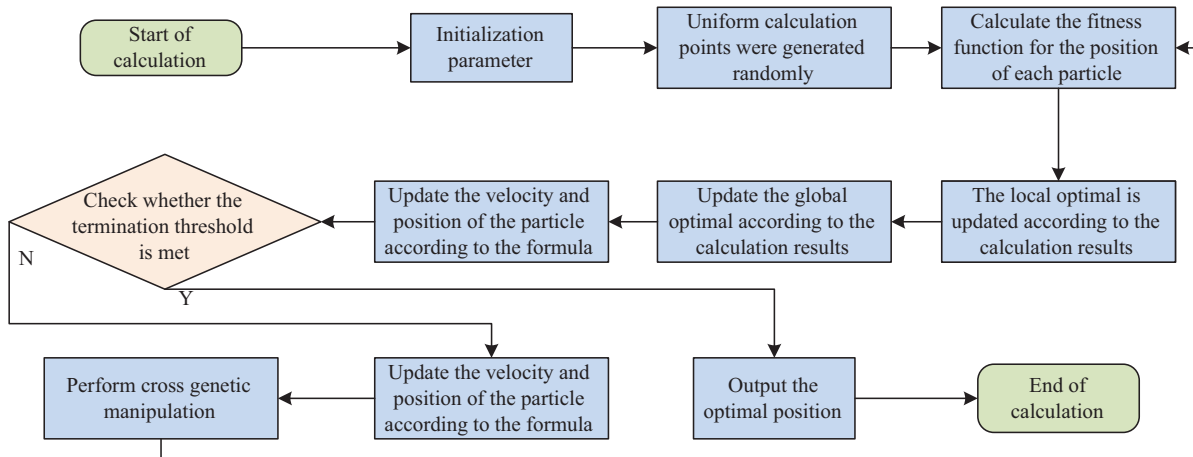 Start of
calculation
Initialization
parameter
Uniform calculation
points were generated
randomly
Calculate the fitness
function for the position
of each particle
Check whether the
termination threshold
is met
Update the velocity and
position of the particle
according to the formula
Update the global
optimal according to the
calculation results
The local optimal is
updated according to the
calculation results
N
Y
Perform cross genetic
manipulation
Update the velocity and
position of the particle
according to the formula
Output the
optimal position
End of
calculation